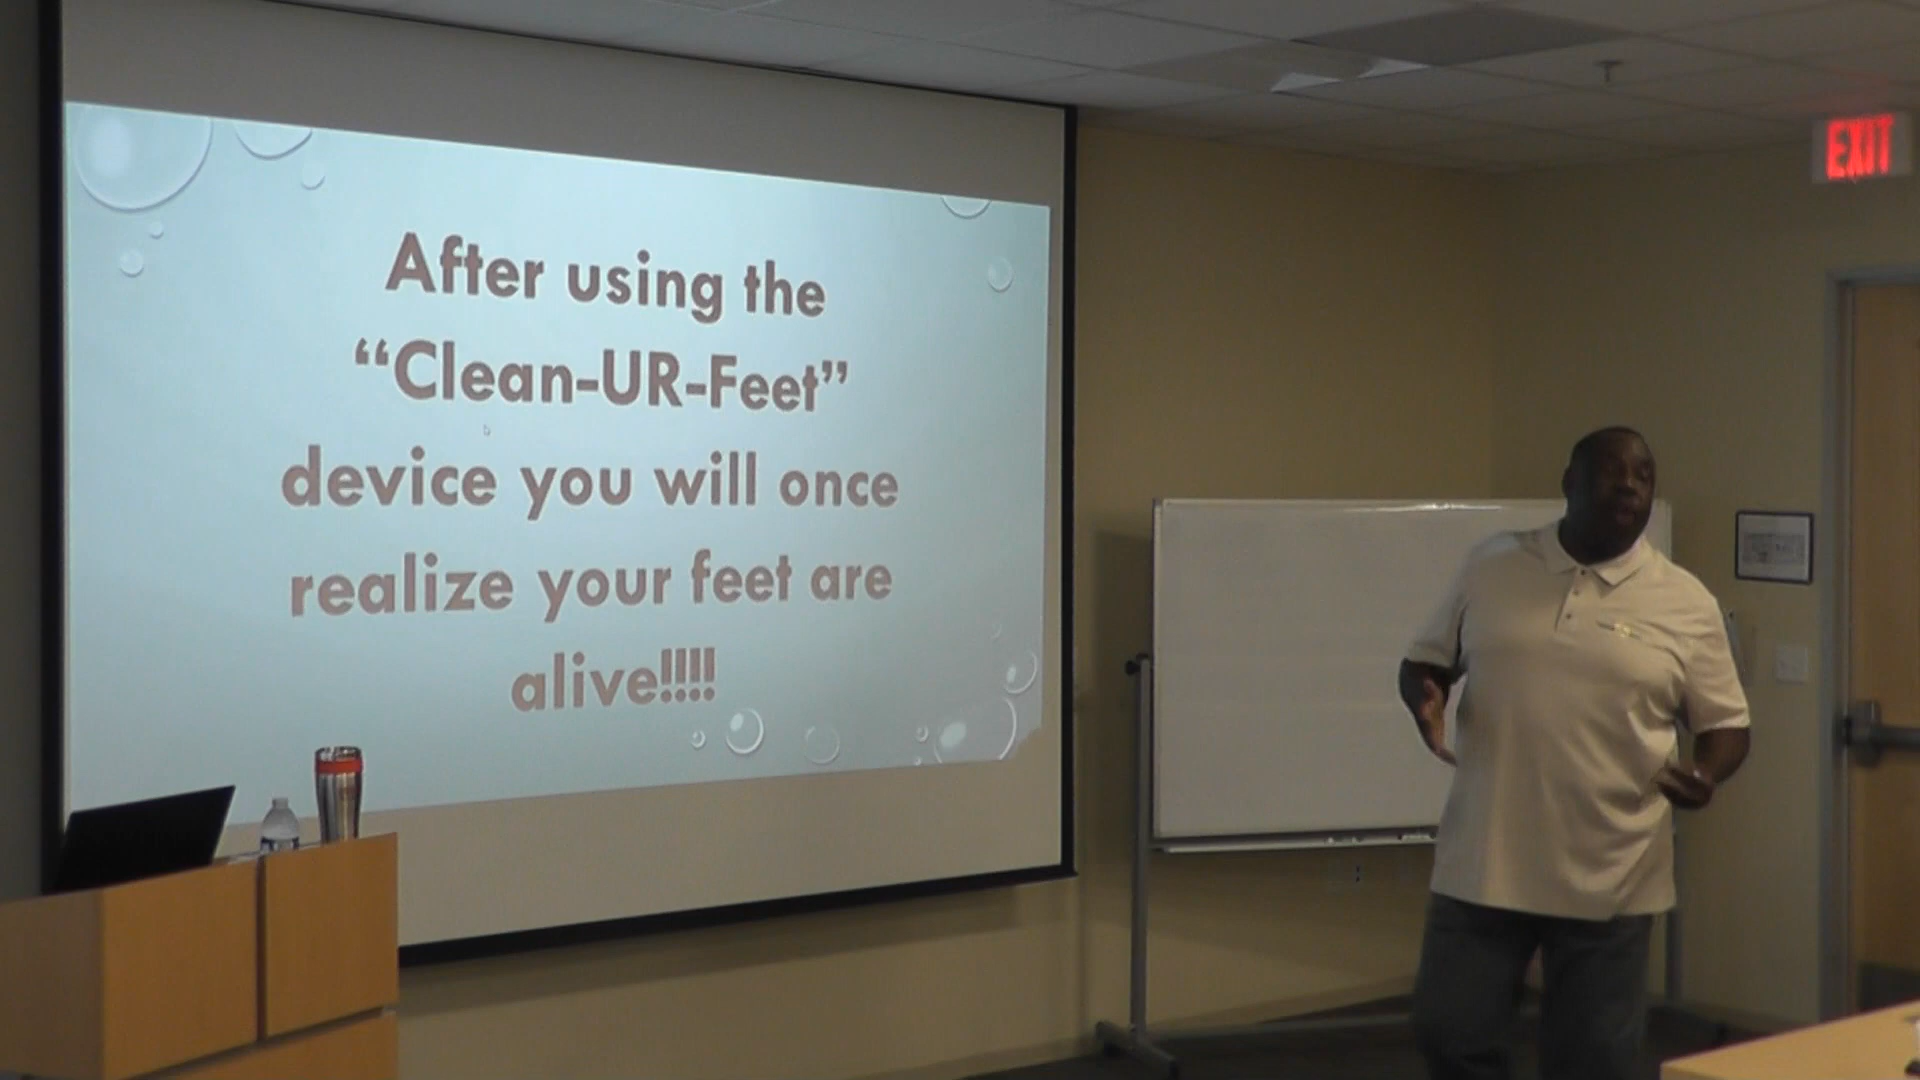 After using the
“Clean-UR-Feet”
device you will once
realize your feet are
alive!!!!
EXIT